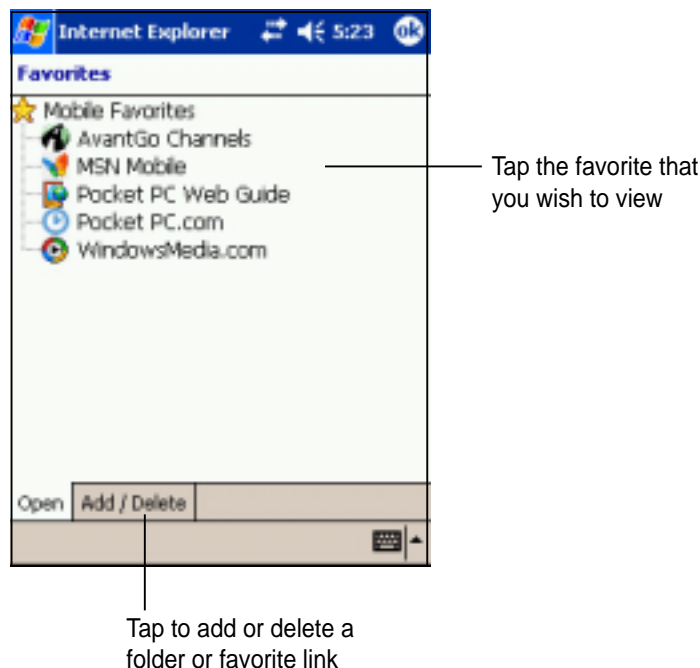 Internet Explorer 5:23 ok
Favorites
Mobile Favorites
AvantGo Channels
MSN Mobile
Pocket PC Web Guide
Pocket PC.com
WindowsMedia.com
Tap the favorite that
you wish to view
Open Add / Delete
Tap to add or delete a
folder or favorite link